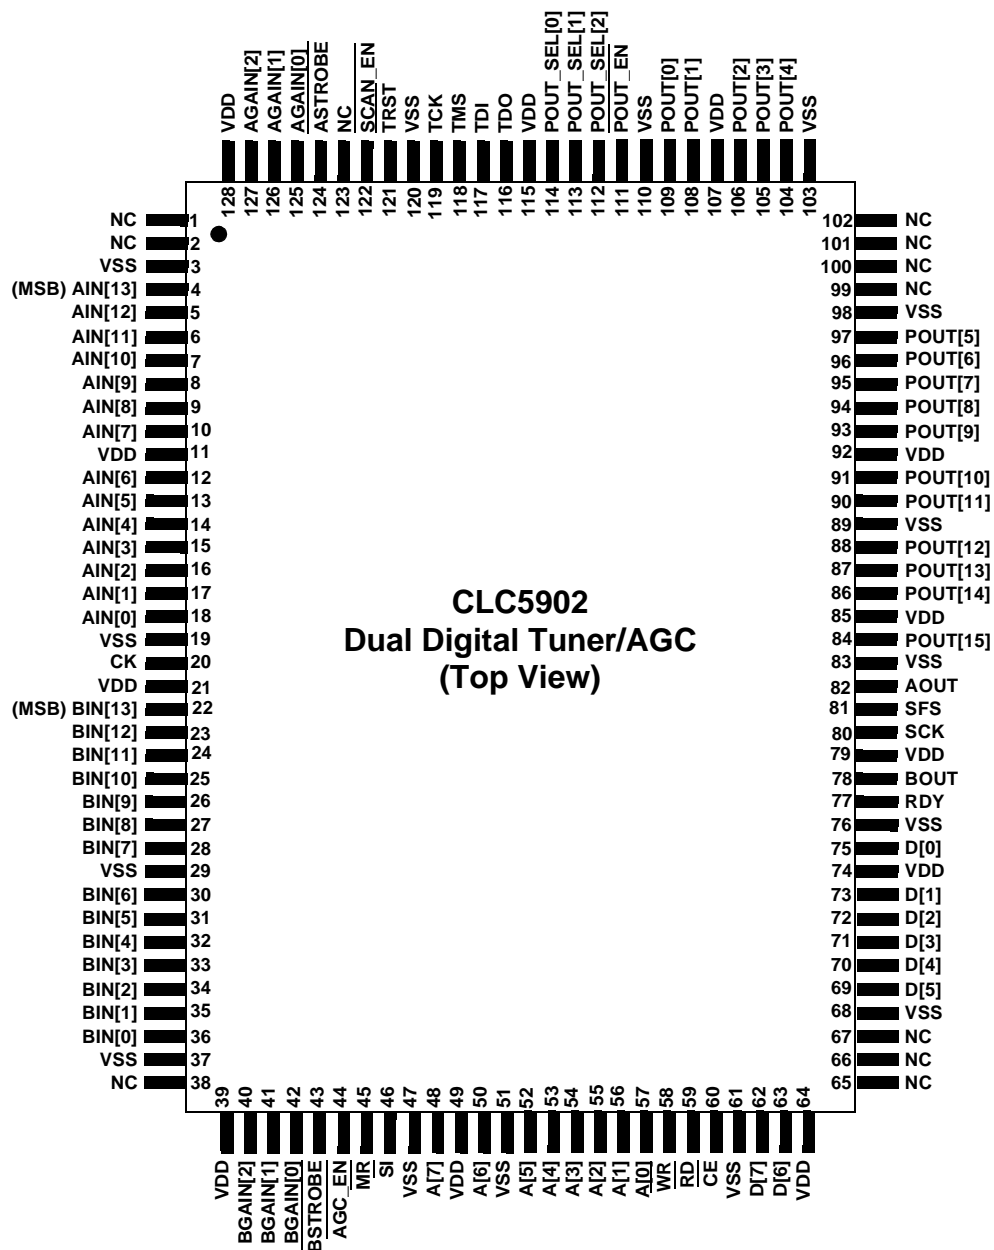 VDD
AGAIN[2]
AGAIN[1]
AGAIN[0]
ASTROBE
NC
SCAN_EN
TRST
VSS
TCK
TMS
TDI
TDO
VDD
POUT_SEL[0]
POUT_SEL[1]
POUT_SEL[2]
POUT_EN
VSS
POUT[0]
POUT[1]
VDD
POUT[2]
POUT[3]
POUT[4]
VSS
128
127
126
125
124
123
122
121
120
119
118
117
116
115
114
113
112
111
110
109
108
107
106
105
104
103
NC 1
NC 2
VSS 3
(MSB) AIN[13] 4
AIN[12] 5
AIN[11] 6
AIN[10] 7
AIN[9] 8
AIN[8] 9
AIN[7] 10
VDD 11
AIN[6] 12
AIN[5] 13
AIN[4] 14
AIN[3] 15
AIN[2] 16
AIN[1] 17
AIN[0] 18
VSS 19
CK 20
VDD 21
(MSB) BIN[13] 22
BIN[12] 23
BIN[11] 24
BIN[10] 25
BIN[9] 26
BIN[8] 27
BIN[7] 28
VSS 29
BIN[6] 30
BIN[5] 31
BIN[4] 32
BIN[3] 33
BIN[2] 34
BIN[1] 35
BIN[0] 36
VSS 37
NC 38
CLC5902
Dual Digital Tuner/AGC
(Top View)
102 NC
101 NC
100 NC
99 NC
98 VSS
97 POUT[5]
96 POUT[6]
95 POUT[7]
94 POUT[8]
93 POUT[9]
92 VDD
91 POUT[10]
90 POUT[11]
89 VSS
88 POUT[12]
87 POUT[13]
86 POUT[14]
85 VDD
84 POUT[15]
83 VSS
82 AOUT
81 SFS
80 SCK
79 VDD
78 BOUT
77 RDY
76 VSS
75 D[0]
74 VDD
73 D[1]
72 D[2]
71 D[3]
70 D[4]
69 D[5]
68 VSS
67 NC
66 NC
65 NC
39
40
41
42
43
44
45
46
47
48
49
50
51
52
53
54
55
56
57
58
59
60
61
62
63
64
VDD
BGAIN[2]
BGAIN[1]
BGAIN[0]
BSTROBE
AGC_EN
MR
SI
VSS
A[7]
VDD
A[6]
VSS
A[5]
A[4]
A[3]
A[2]
A[1]
A[0]
WR
RD
CE
VSS
D[7]
D[6]
VDD